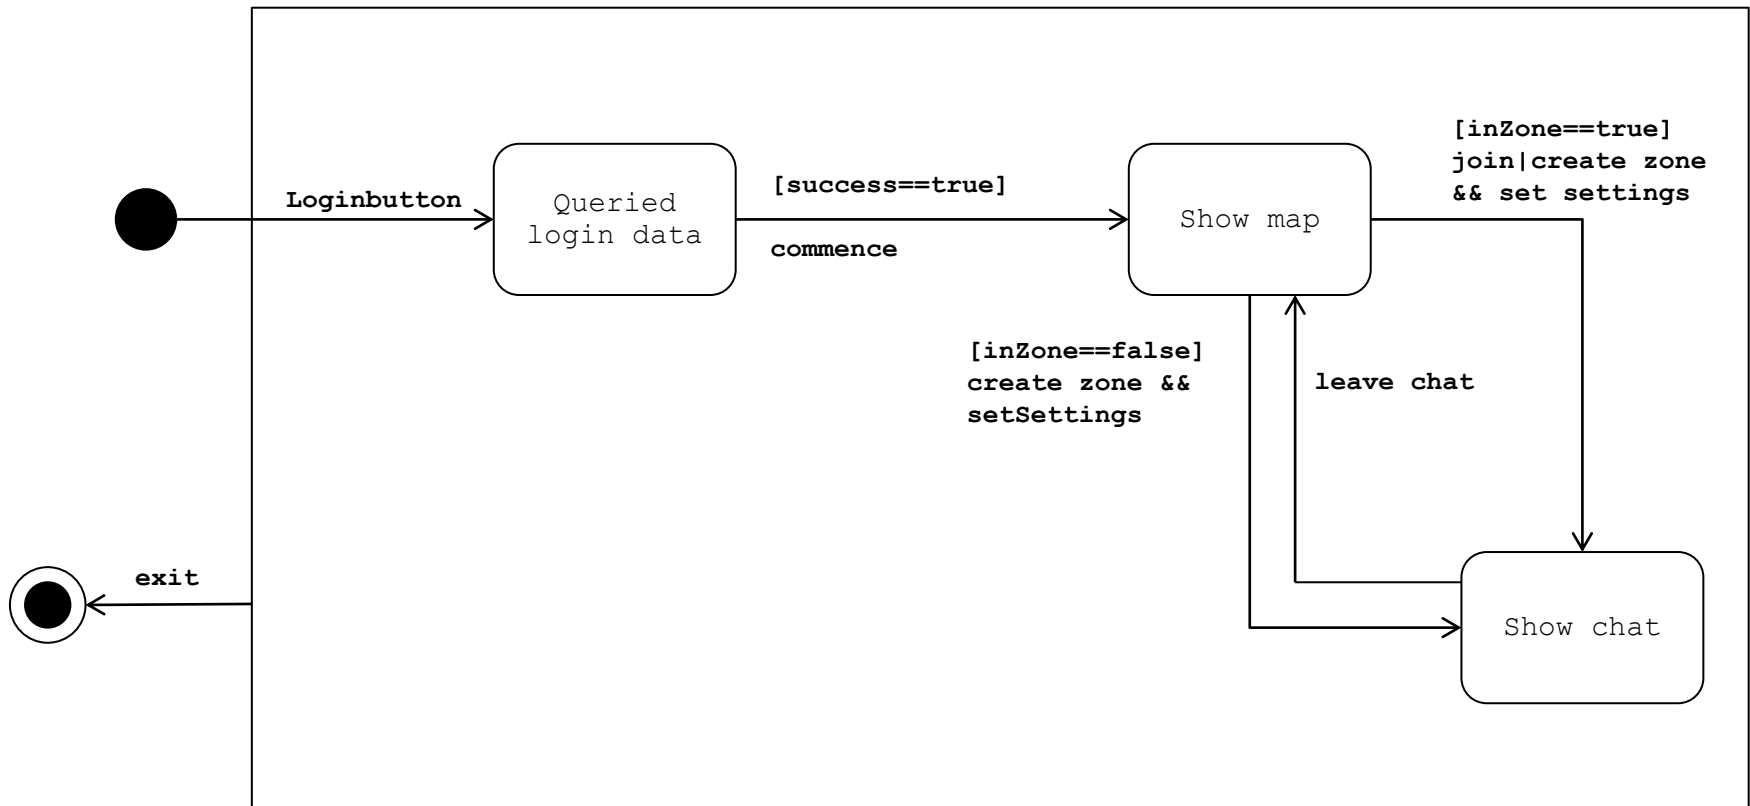 [inZone==true]
join|create zone
&& set settings
Loginbutton
Queried
login data
[success==true]
commence
Show map
[inZone==false]
create zone &&
setSettings
leave chat
exit
Show chat